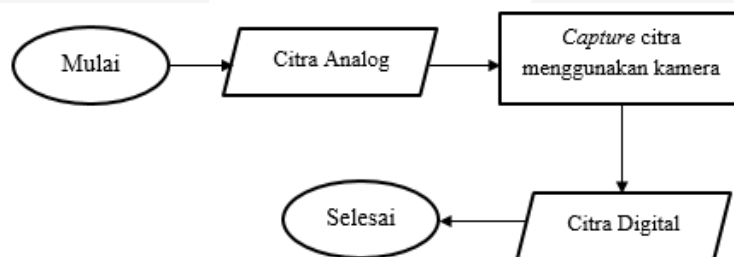 Mulai
Citra Analog
Capture citra
menggunakan kamera
Citra Digital
Selesai